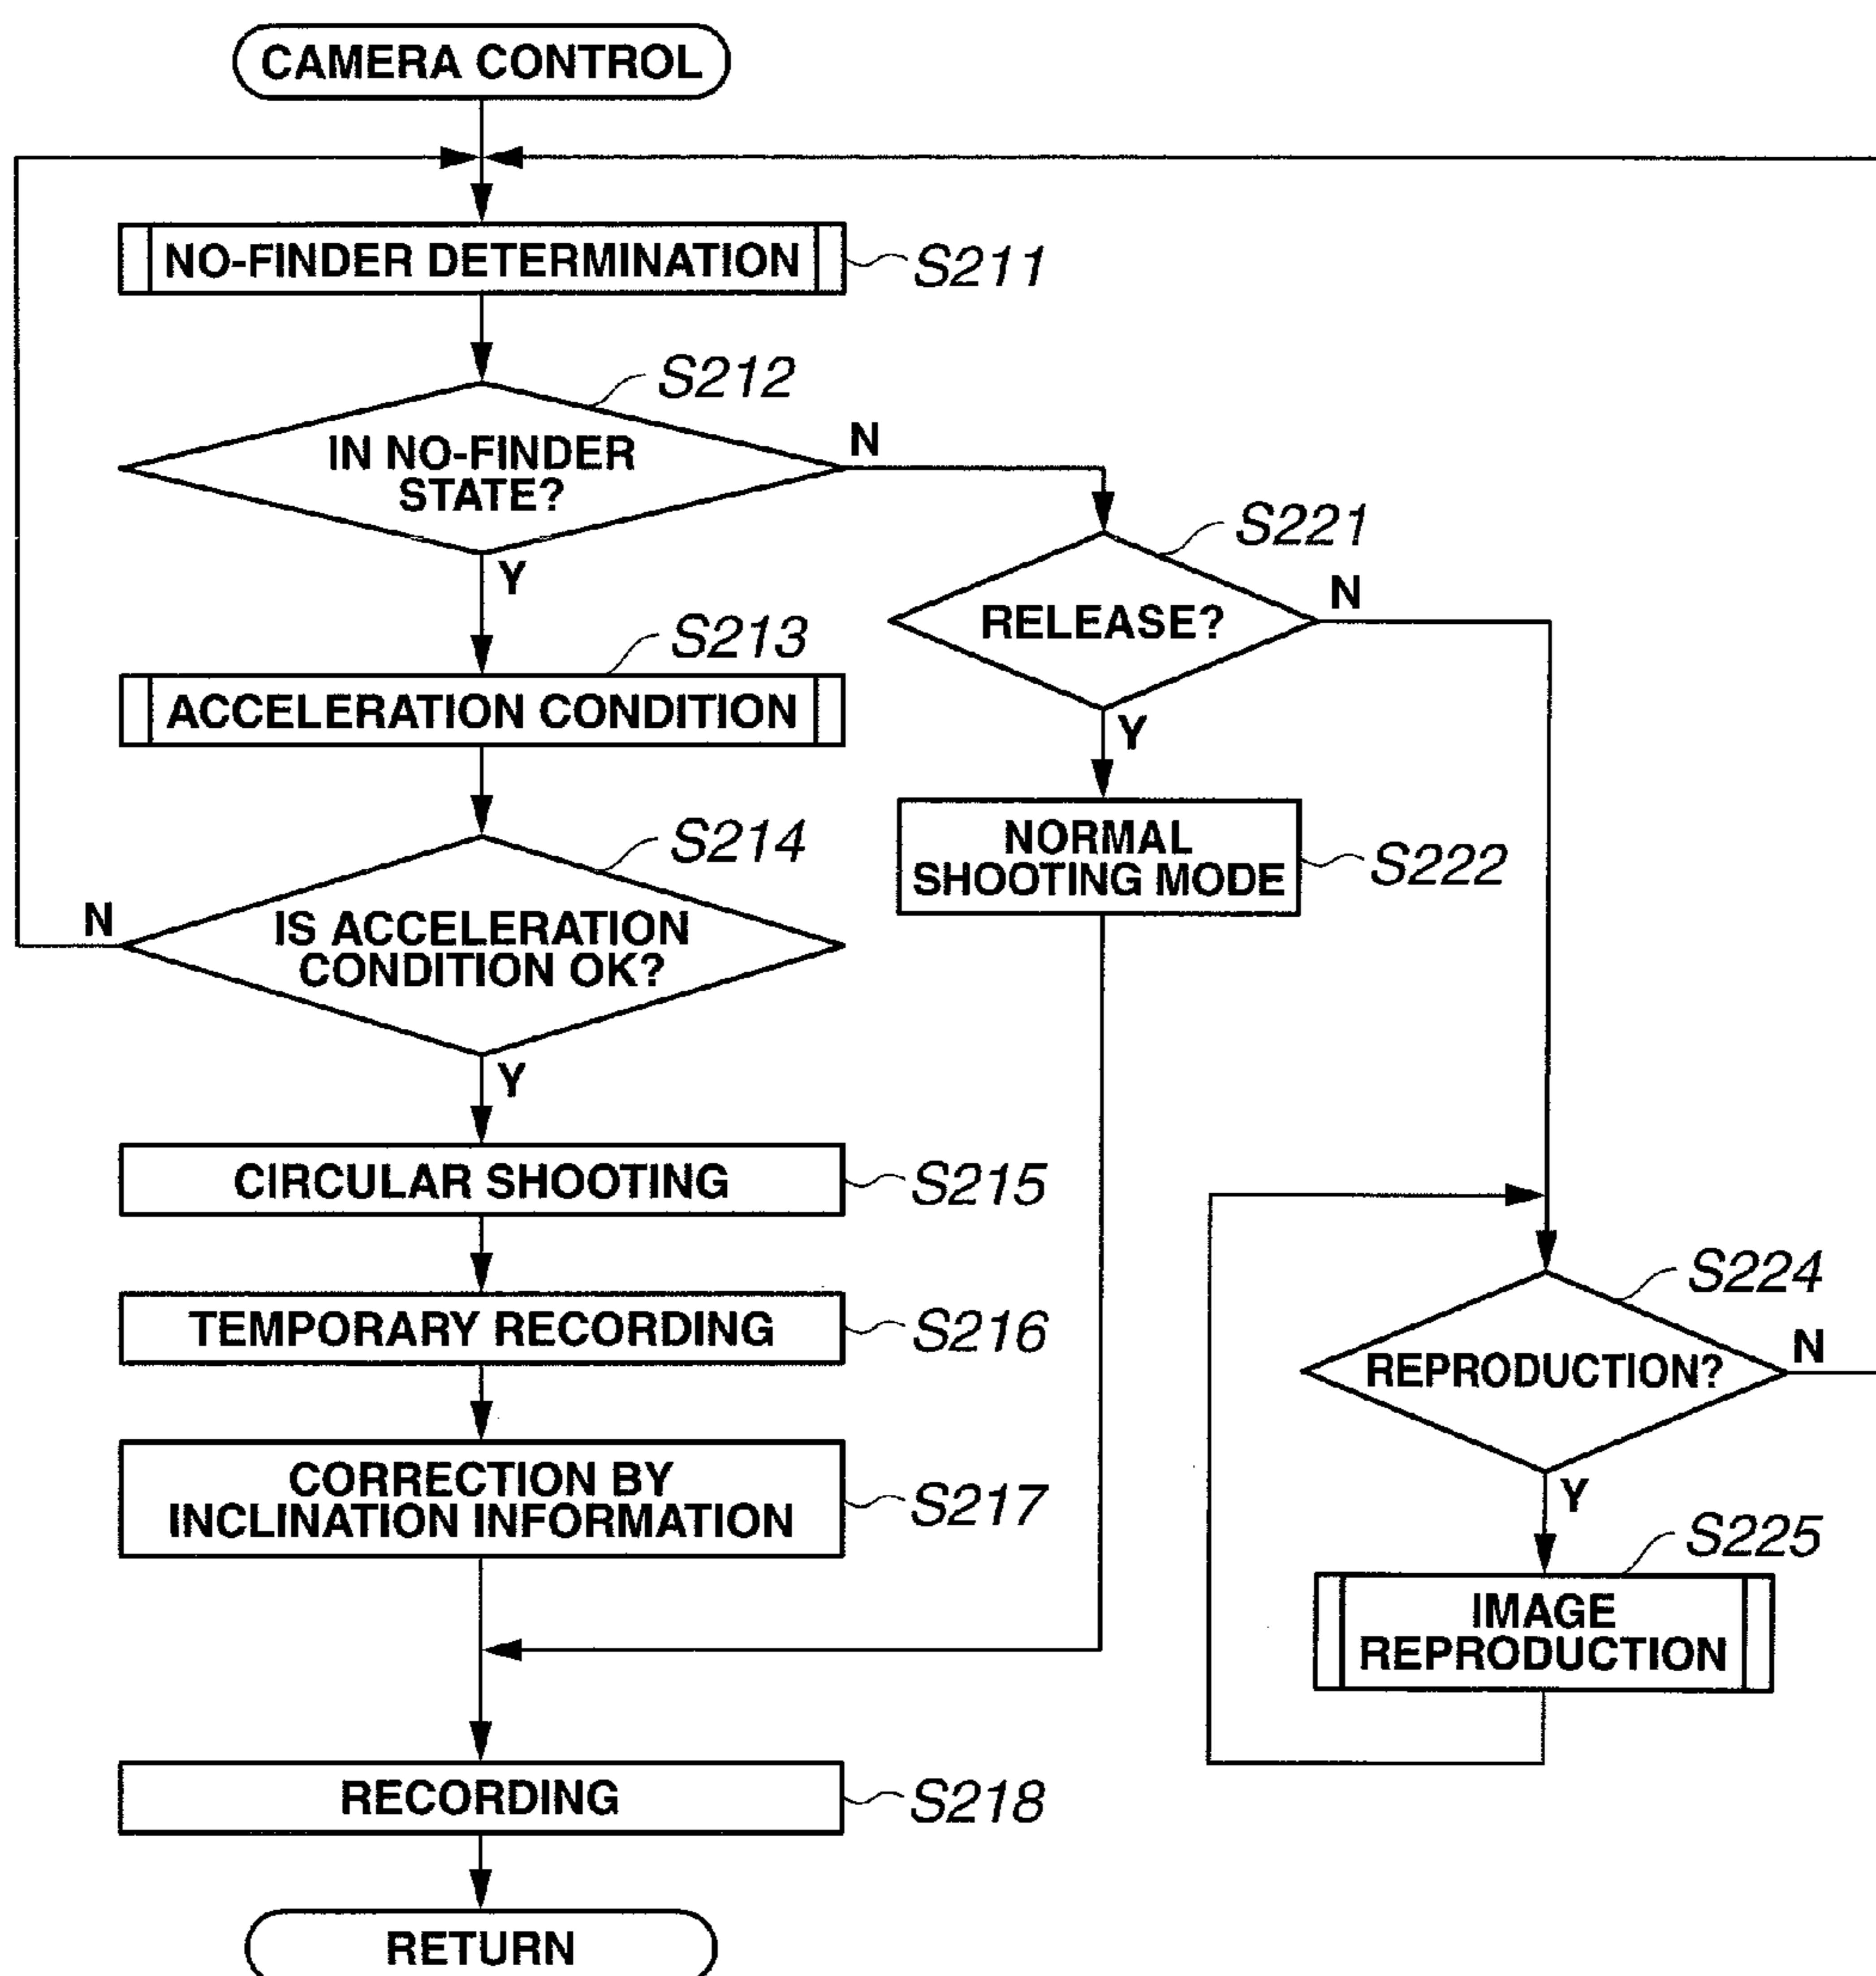 CAMERA CONTROL
NO-FINDER DETERMINATION
S211
S212
IN NO-FINDER
STATE?
N
Y
S213
ACCELERATION CONDITION
S214
N
IS ACCELERATION
CONDITION OK?
Y
CIRCULAR SHOOTING
S215
TEMPORARY RECORDING
S216
CORRECTION BY
INCLINATION INFORMATION
S217
RECORDING
S218
RETURN
S221
RELEASE?
N
Y
NORMAL
SHOOTING MODE
S222
S224
REPRODUCTION?
N
Y
S225
IMAGE
REPRODUCTION